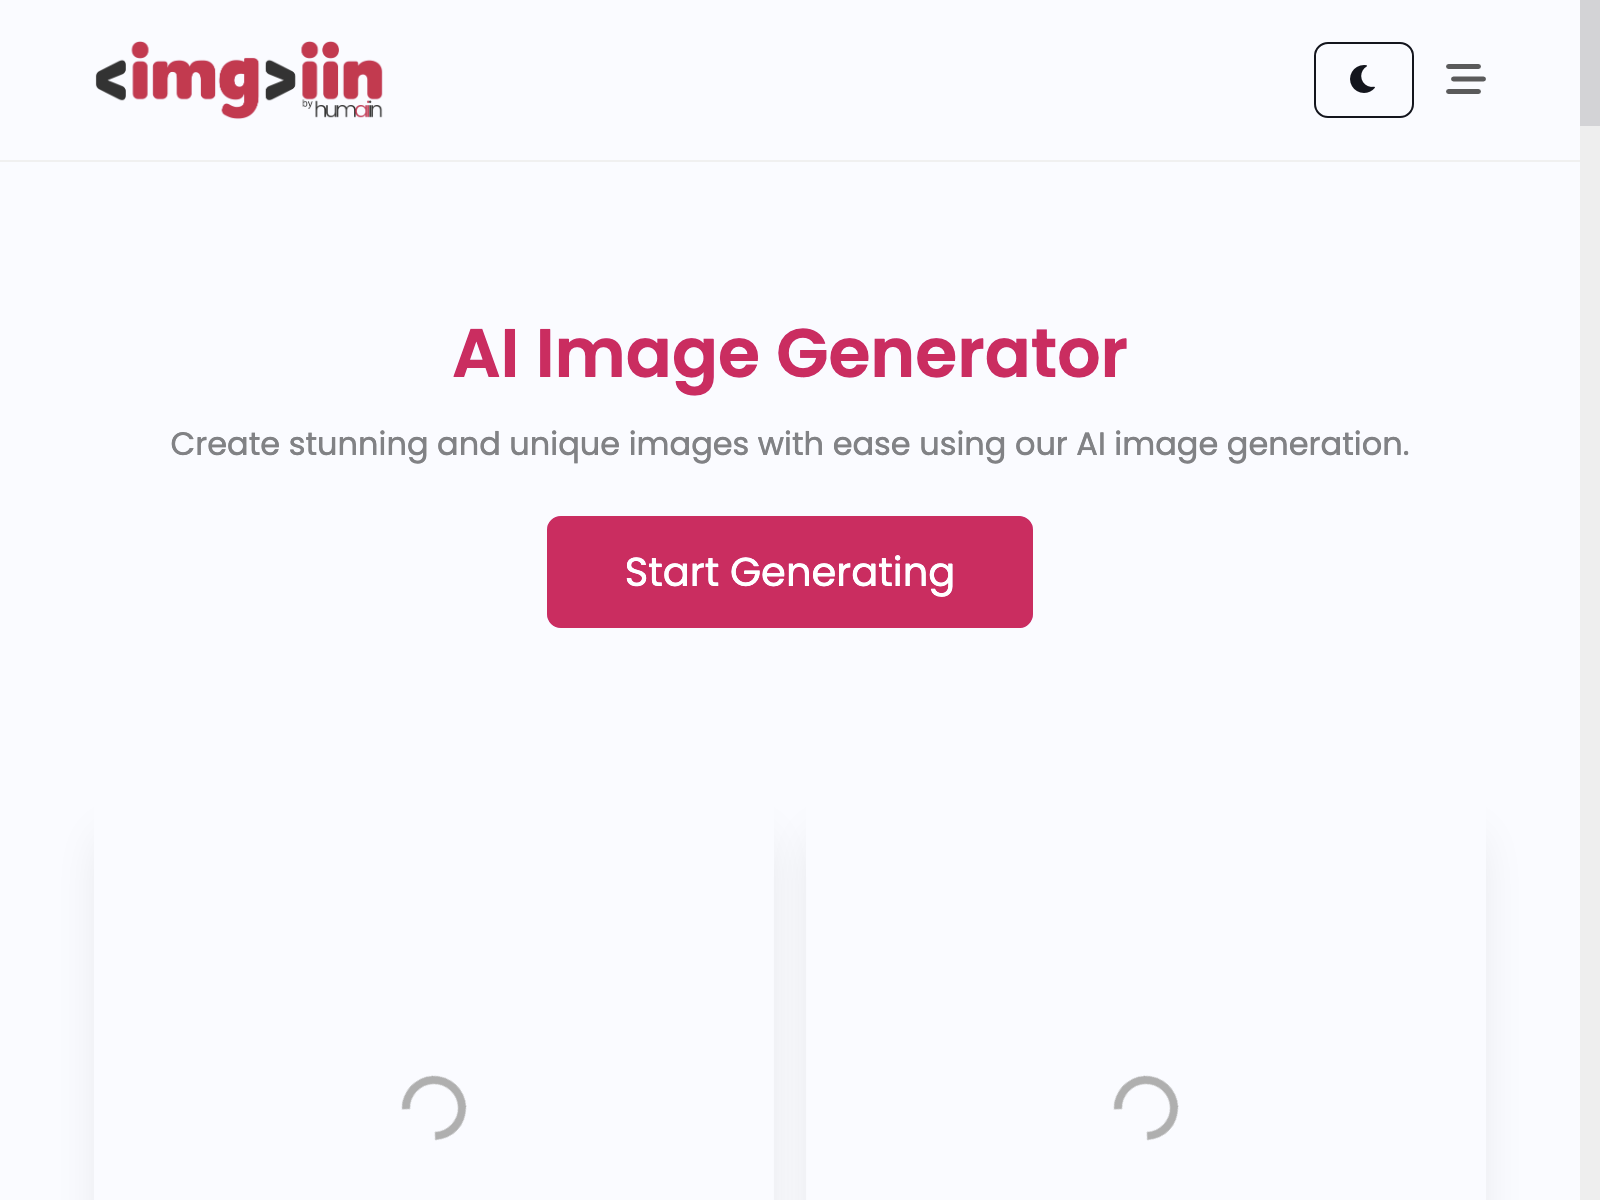 <img>iin
by humaiin
AI Image Generator
Create stunning and unique images with ease using our AI image generation.
Start Generating